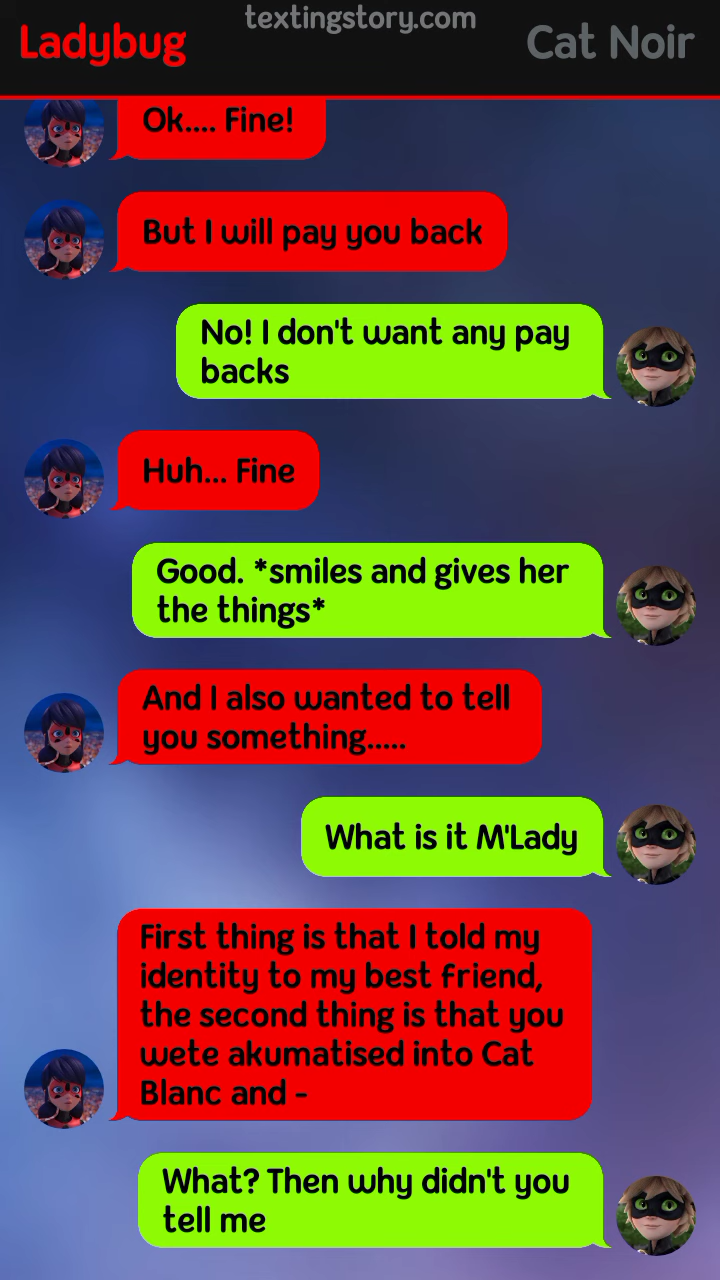 textingstory.com
Ladybug
Cat Noir
Ok.... Fine!
But I will pay you back
No! I don't want any pay
backs
Huh... Fine
Good. *smiles and gives her
the things*
And I also wanted to tell
you something.....
What is it M'Lady
First thing is that I told my
identity to my best friend,
the second thing is that you
wete akumatised into Cat
Blanc and -
What? Then why didn't you
tell me